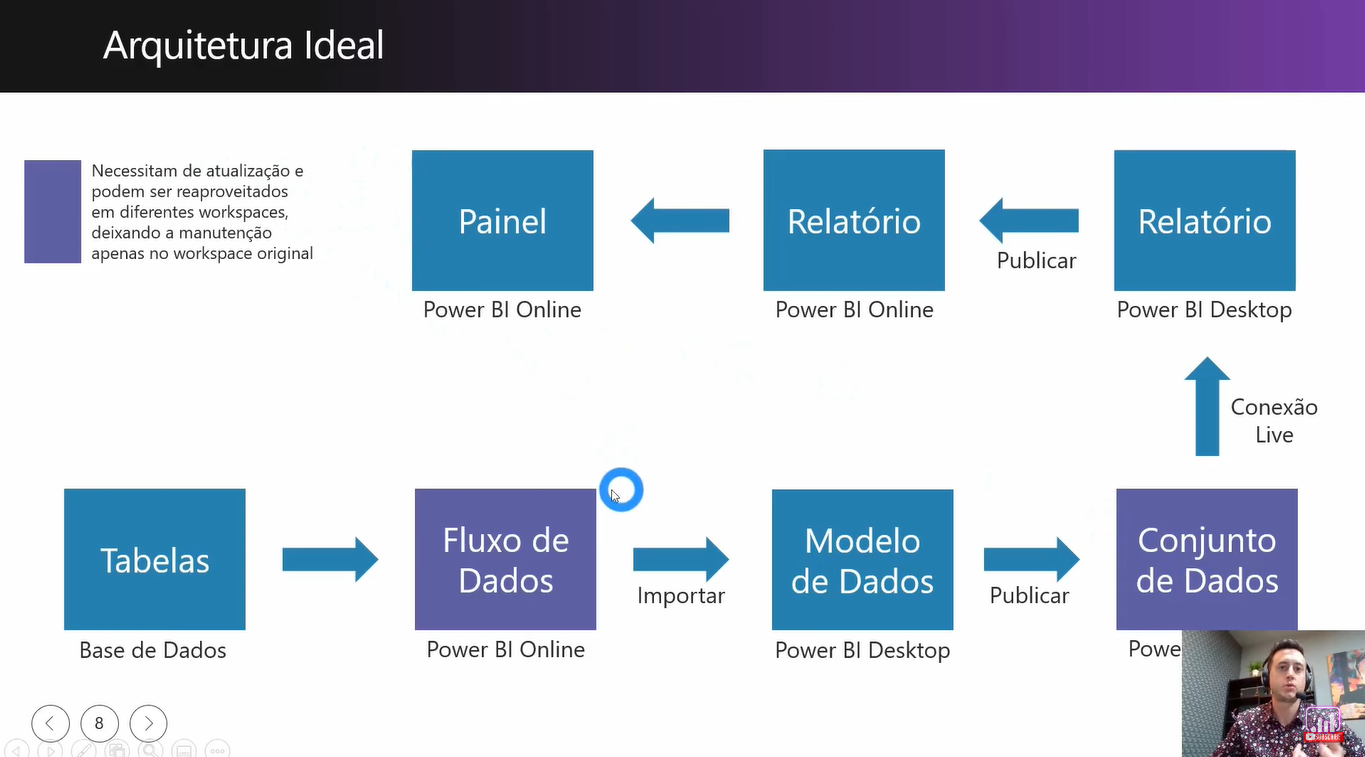 Arquitetura Ideal
Necessitam de atualização e
podem ser reaproveitados
em diferentes workspaces,
deixando a manutenção
apenas no workspace original
Painel
Power BI Online
Relatório
Power BI Online
Publicar
Relatório
Power BI Desktop
Conexão
Live
Tabelas
Base de Dados
Fluxo de
Dados
Power BI Online
Importar
Modelo
de Dados
Power BI Desktop
Publicar
Conjunto
de Dados
Powe
8
SUBSCRIBE